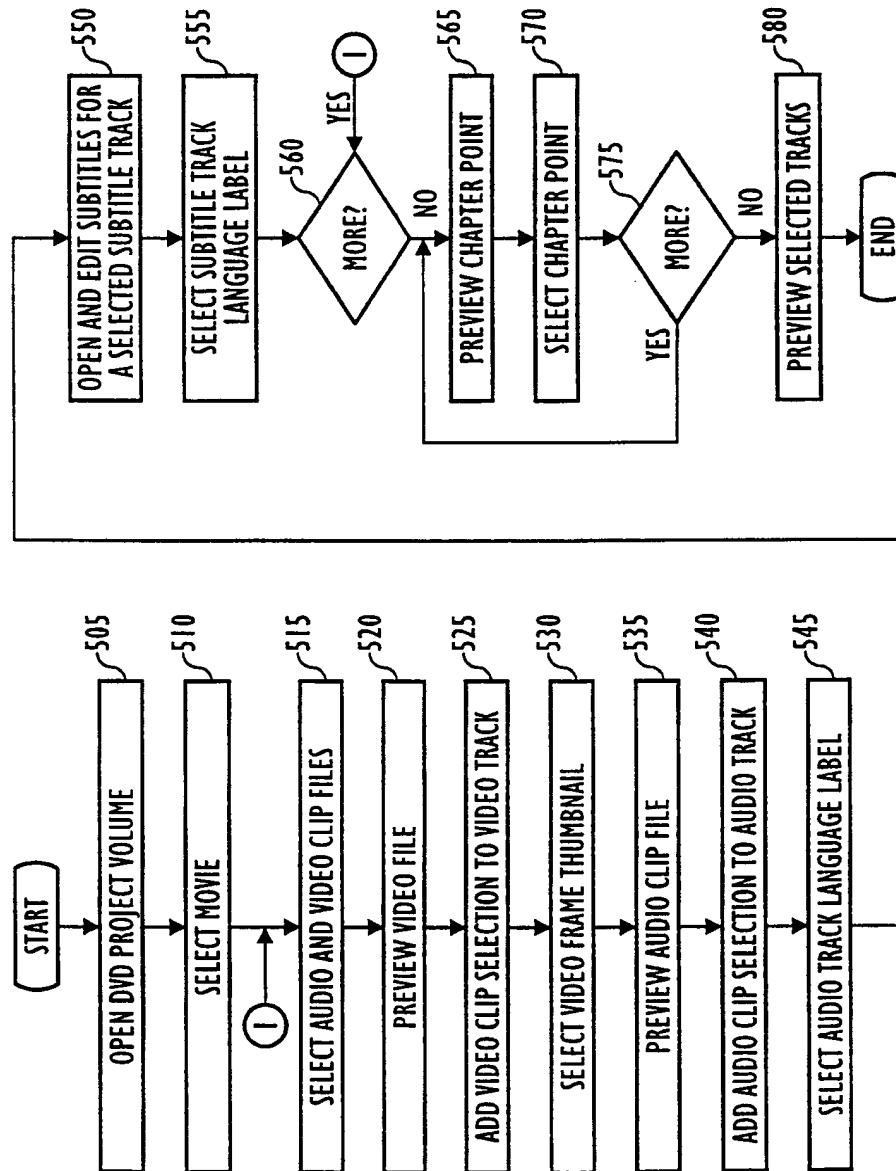 START
505
OPEN DVD PROJECT VOLUME
510
SELECT MOVIE
I
515
SELECT AUDIO AND VIDEO CLIP FILES
520
PREVIEW VIDEO FILE
525
ADD VIDEO CLIP SELECTION TO VIDEO TRACK
530
SELECT VIDEO FRAME THUMBNAIL
535
PREVIEW AUDIO CLIP FILE
540
ADD AUDIO CLIP SELECTION TO AUDIO TRACK
545
SELECT AUDIO TRACK LANGUAGE LABEL
550
OPEN AND EDIT SUBTITLES FOR
A SELECTED SUBTITLE TRACK
555
SELECT SUBTITLE TRACK
LANGUAGE LABEL
560
MORE?
YES
I
NO
565
PREVIEW CHAPTER POINT
570
SELECT CHAPTER POINT
575
MORE?
YES
NO
580
PREVIEW SELECTED TRACKS
END